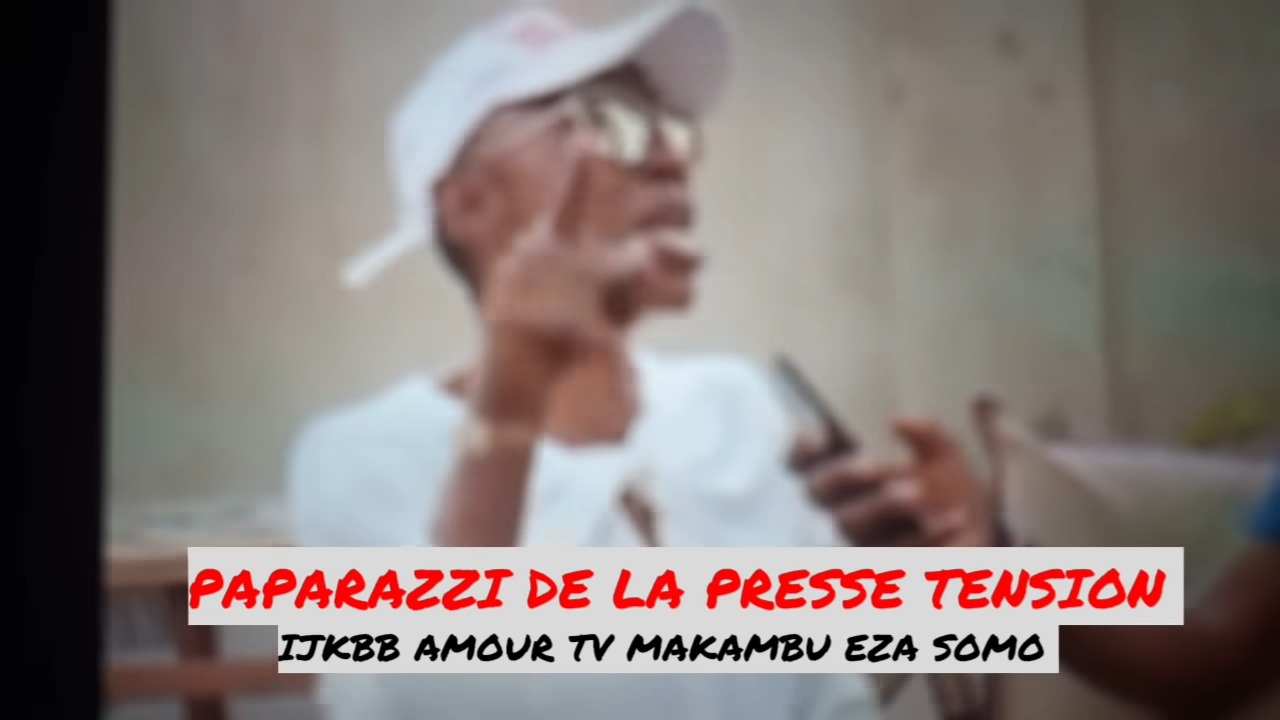 PAPARAZZI DE LA PRESSE TENSION
IJKBB AMOUR TV MAKAMBU EZA SOMO